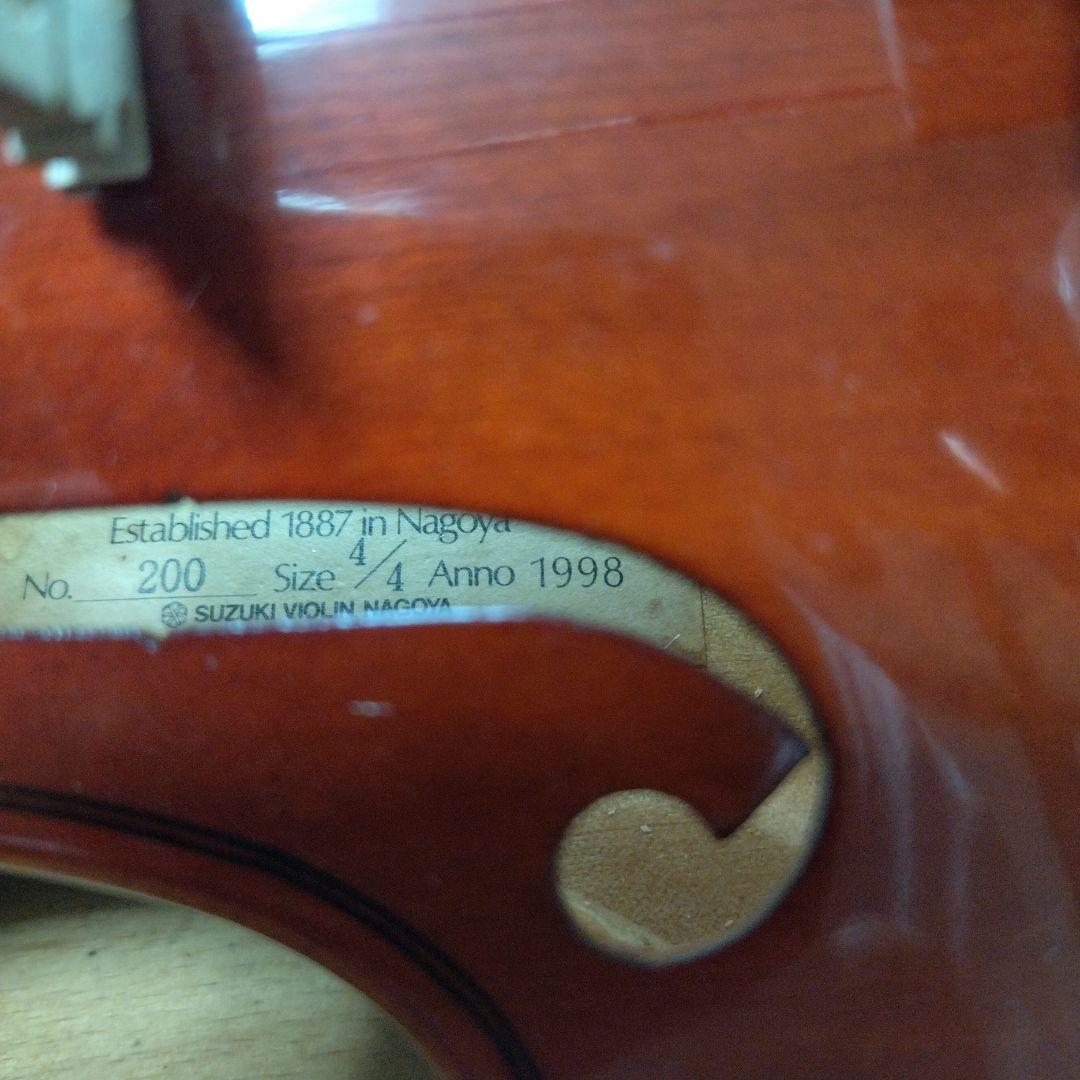 Established 1887 in Nagoya
No. 200 Size 4/4 Anno 1998
SUZUKI VIOLIN NAGOYA